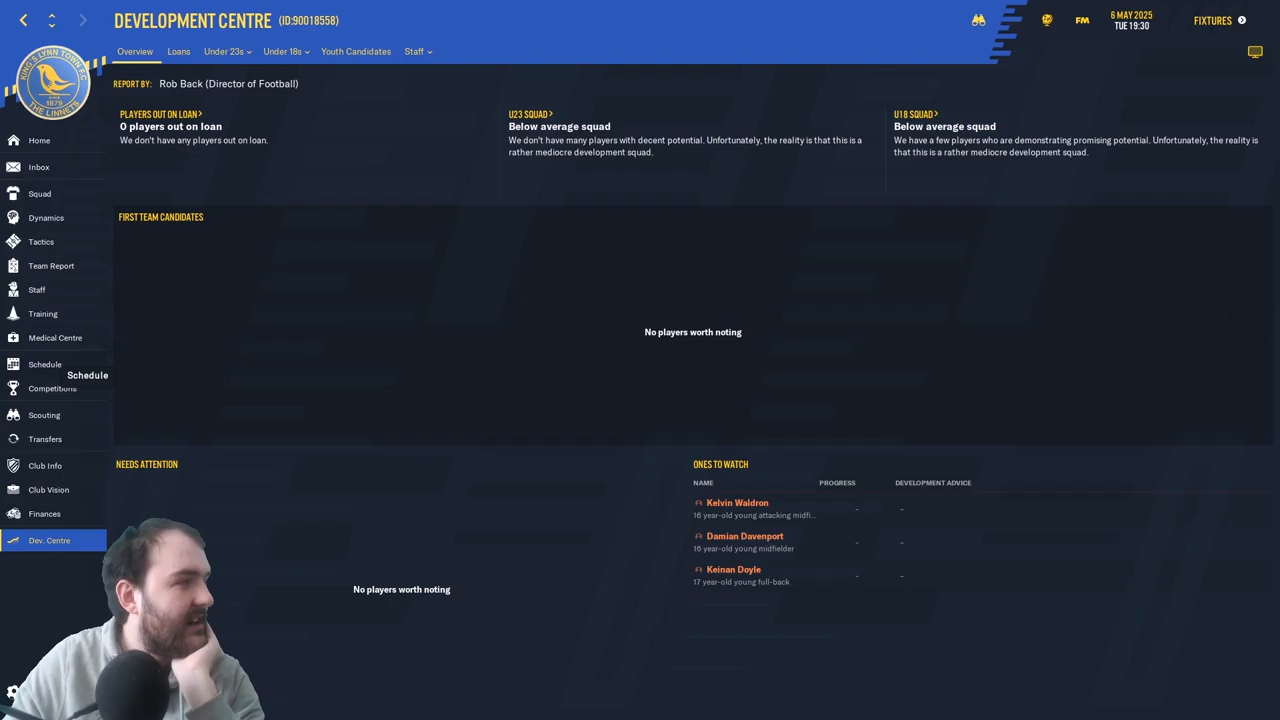 DEVELOPMENT CENTRE (ID:90018558)
6 MAY 2025
TUE 19:30
FIXTURES
FM
Overview Loans Under 23s Under 18s Youth Candidates Staff
KING'S LYNN TOWN F.C
SINCE
1879
THE LINNETS
REPORT BY: Rob Back (Director of Football)
PLAYERS OUT ON LOAN>
0 players out on loan
We don't have any players out on loan.
U23 SQUAD>
Below average squad
We don't have many players with decent potential. Unfortunately, the reality is that this is a
rather mediocre development squad.
U18 SQUAD>
Below average squad
We have a few players who are demonstrating promising potential. Unfortunately, the reality is
that this is a rather mediocre development squad.
Home
Inbox
Squad
Dynamics
Tactics
Team Report
Staff
Training
Medical Centre
Schedule
Schedule
Competitions
Scouting
Transfers
Club Info
Club Vision
Finances
Dev. Centre
FIRST TEAM CANDIDATES
No players worth noting
NEEDS ATTENTION
No players worth noting
ONES TO WATCH
NAME PROGRESS DEVELOPMENT ADVICE
Kelvin Waldron
16 year-old young attacking midfi... - -
Damian Davenport
16 year-old young midfielder - -
Keinan Doyle
17 year-old young full-back - -